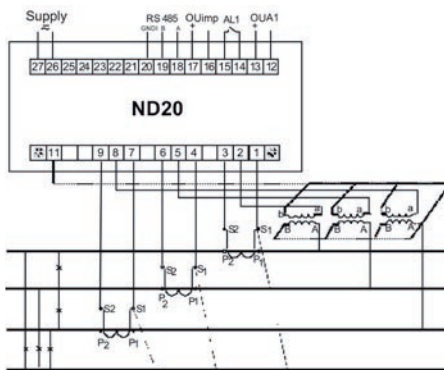 Supply RS 485 OUimp AL1 OUA1
GND B A + +
27 26 25 24 23 22 21 20 19 18 17 16 15 14 13 12
ND20
11 9 8 7 6 5 4 3 2 1
b a b a b a
B A B A B A
S2 S1
P2 P1
S2 S1
P2 P1
S2 S1
P2 P1